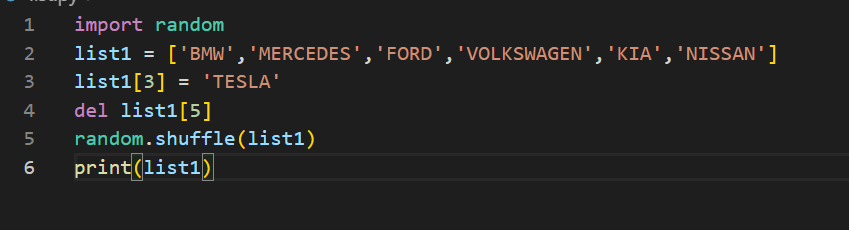 1 import random
2 list1 = ['BMW','MERCEDES','FORD','VOLKSWAGEN','KIA','NISSAN']
3 list1[3] = 'TESLA'
4 del list1[5]
5 random.shuffle(list1)
6 print(list1)